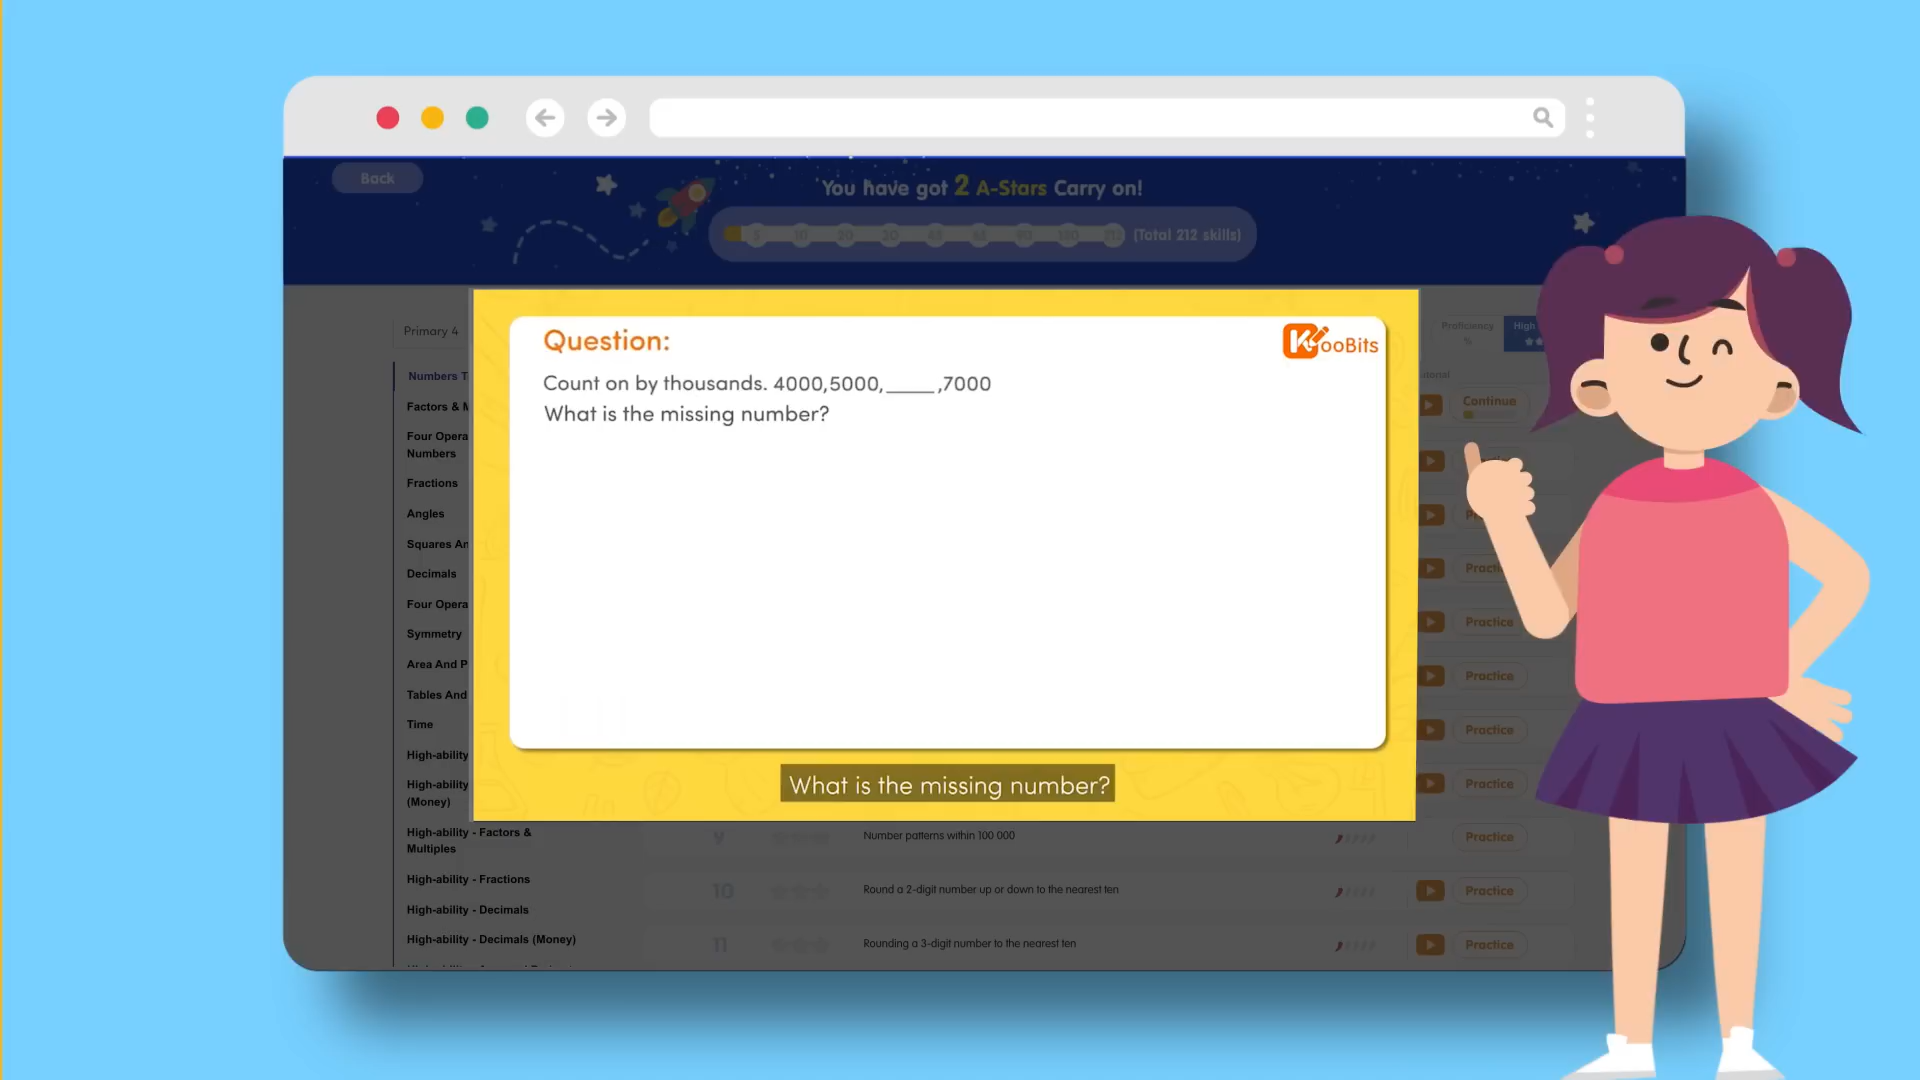 Back
You have got 2 A-Stars Carry on!
(Total 212 skills)
Primary 4
Proficiency
%
High
Numbers T
Factors & M
Four Opera
Numbers
Fractions
Angles
Squares An
Decimals
Four Opera
Symmetry
Area And P
Tables And
Time
High-ability
High-ability
(Money)
High-ability - Factors &
Multiples
High-ability - Fractions
High-ability - Decimals
High-ability - Decimals (Money)
Question:
KooBits
Count on by thousands. 4000,5000,____,7000
What is the missing number?
What is the missing number?
Continue
Practice
Practice
Practice
Practice
Practice
Number patterns within 100 000
Practice
10
Round a 2-digit number up or down to the nearest ten
Practice
11
Rounding a 3-digit number to the nearest ten
Practice